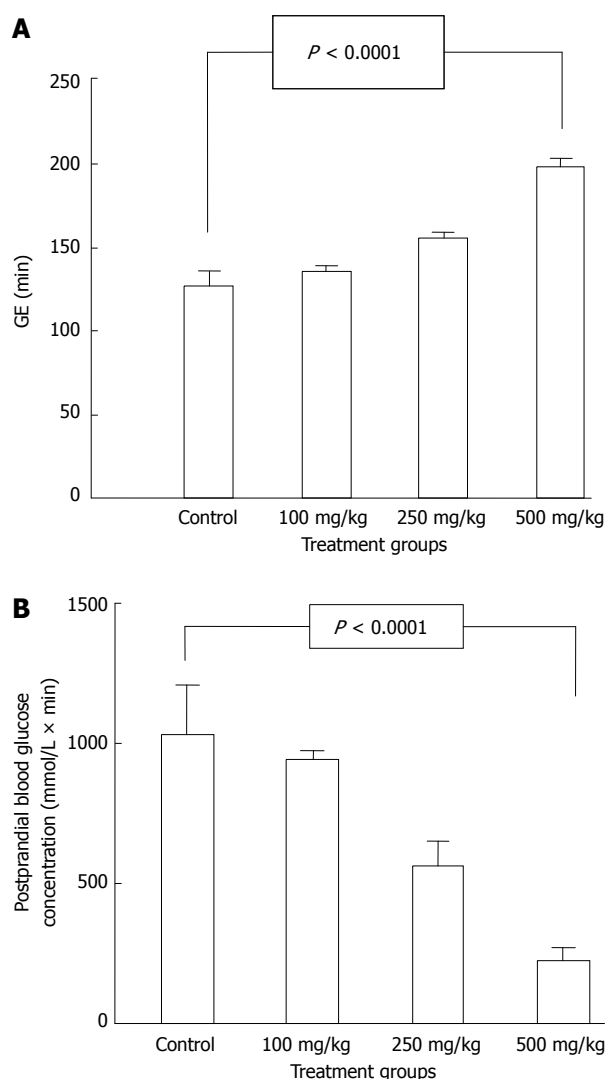 A
P < 0.0001
250
200
150
100
50
0
GE (min)
Control 100 mg/kg 250 mg/kg 500 mg/kg
Treatment groups
B
P < 0.0001
1500
1000
500
0
Postprandial blood glucose
concentration (mmol/L × min)
Control 100 mg/kg 250 mg/kg 500 mg/kg
Treatment groups